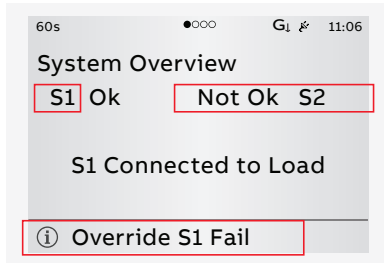 60s G↓ 11:06
System Overview
S1 Ok Not Ok S2
S1 Connected to Load
Override S1 Fail